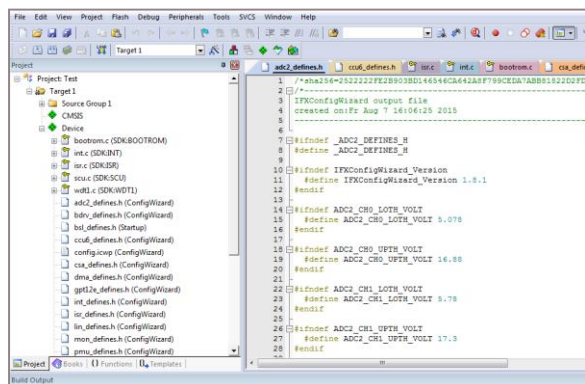 File Edit View Project Flash Debug Peripherals Tools SVCS Window Help
Target 1
Project
Project: Test
Target 1
Source Group 1
CMSIS
Device
bootrom.c (SDK:BOOTROM)
int.c (SDK:INT)
isr.c (SDK:ISR)
scu.c (SDK:SCU)
wdt1.c (SDK:WDT1)
adc2_defines.h (ConfigWizard)
bdrv_defines.h (ConfigWizard)
bsl_defines.h (Startup)
ccu6_defines.h (ConfigWizard)
config.icwp (ConfigWizard)
csa_defines.h (ConfigWizard)
dma_defines.h (ConfigWizard)
gpt12e_defines.h (ConfigWizard)
int_defines.h (ConfigWizard)
isr_defines.h (ConfigWizard)
lin_defines.h (ConfigWizard)
mon_defines.h (ConfigWizard)
pmu_defines.h (ConfigWizard)
Project Books {} Functions Templates
Build Output
adc2_defines.h ccu6_defines.h isr.c int.c bootrom.c
1
2 /*
3 IFXConfigWizard output file
4 created on:Fr Aug 7 16:06:25 2015
5
6
7 #ifndef _ADC2_DEFINES_H
8 #define _ADC2_DEFINES_H
9
10 #ifndef IFXConfigWizard_Version
11 #define IFXConfigWizard_Version 1.8.1
12 #endif
13
14 #ifndef ADC2_CH0_LOTH_VOLT
15 #define ADC2_CH0_LOTH_VOLT 5.078
16 #endif
17
18 #ifndef ADC2_CH0_UPTH_VOLT
19 #define ADC2_CH0_UPTH_VOLT 16.88
20 #endif
21
22 #ifndef ADC2_CH1_LOTH_VOLT
23 #define ADC2_CH1_LOTH_VOLT 5.78
24 #endif
25
26 #ifndef ADC2_CH1_UPTH_VOLT
27 #define ADC2_CH1_UPTH_VOLT 17.3
28 #endif